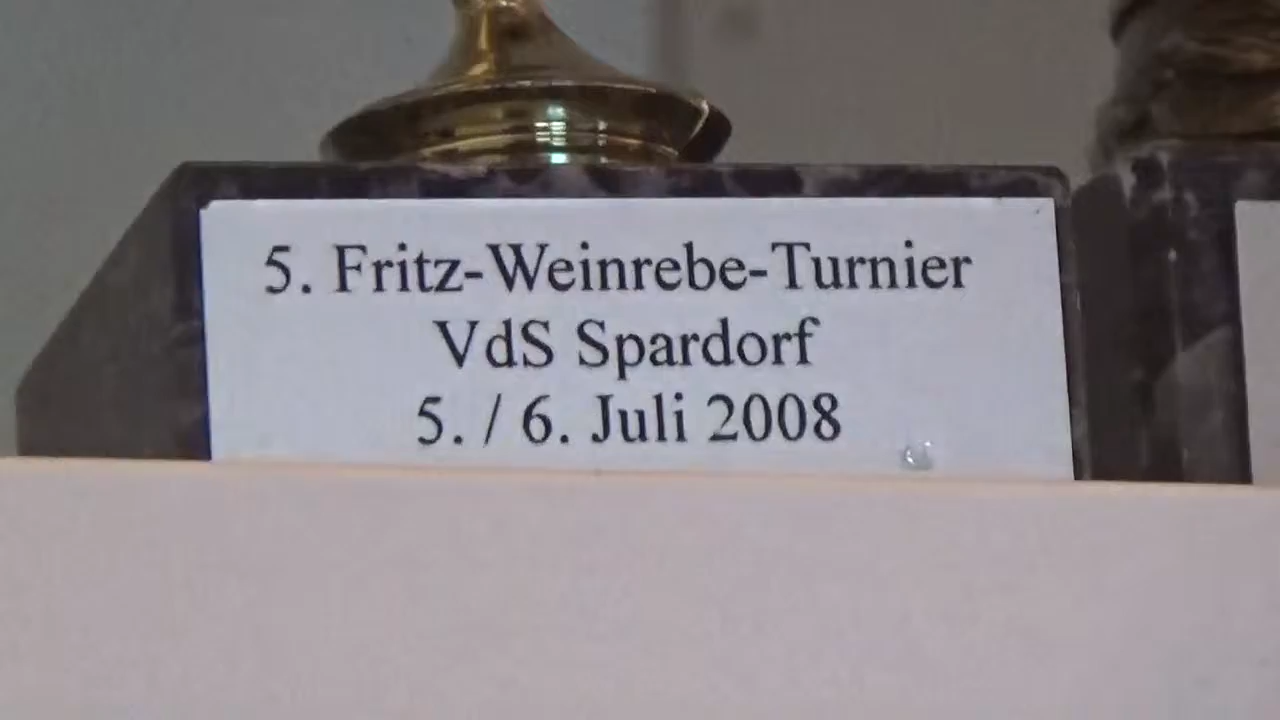 5. Fritz-Weinrebe-Turnier
VdS Spardorf
5. / 6. Juli 2008